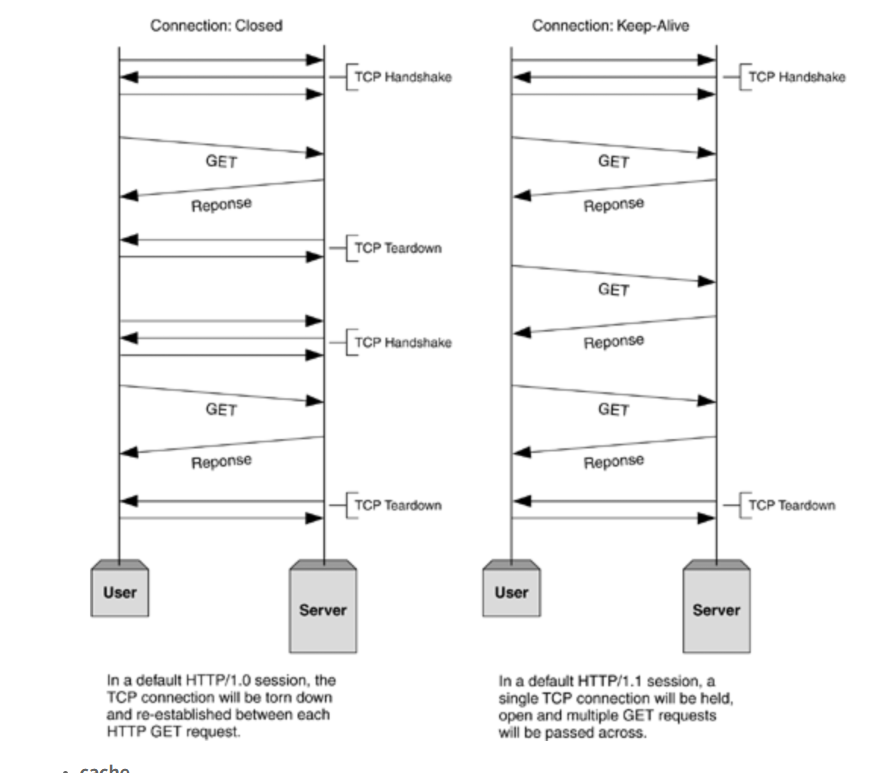 Connection: Closed
TCP Handshake
GET
Reponse
TCP Teardown
TCP Handshake
GET
Reponse
TCP Teardown
User
Server
In a default HTTP/1.0 session, the
TCP connection will be torn down
and re-established between each
HTTP GET request.
Connection: Keep-Alive
TCP Handshake
GET
Reponse
GET
Reponse
GET
Reponse
TCP Teardown
User
Server
In a default HTTP/1.1 session, a
single TCP connection will be held,
open and multiple GET requests
will be passed across.
• cache